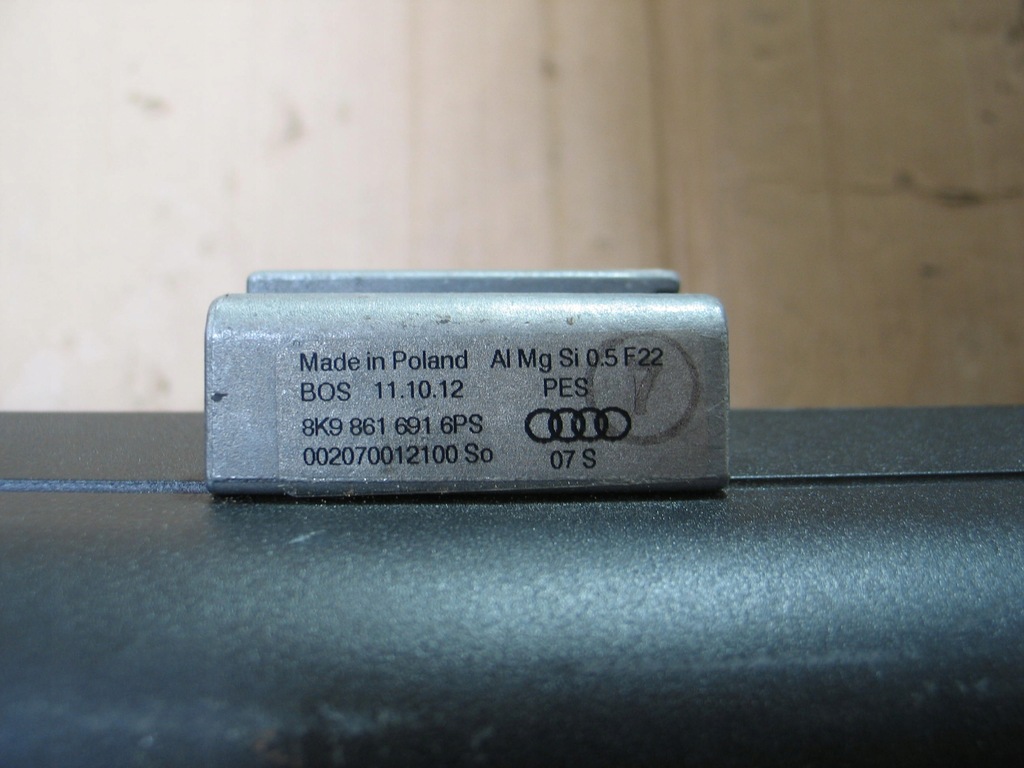 Made in Poland Al Mg Si 0.5 F22
BOS 11.10.12 PES
8K9 861 691 6PS
002070012100 So 07 S